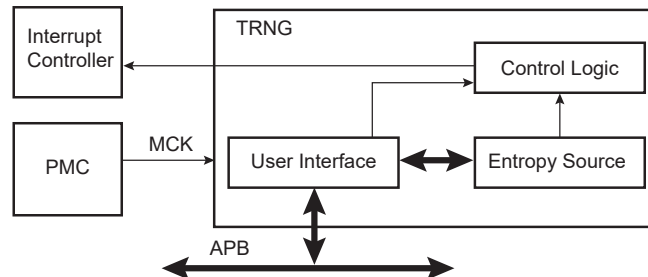 TRNG
Interrupt
Controller
Control Logic
PMC
MCK
User Interface
Entropy Source
APB